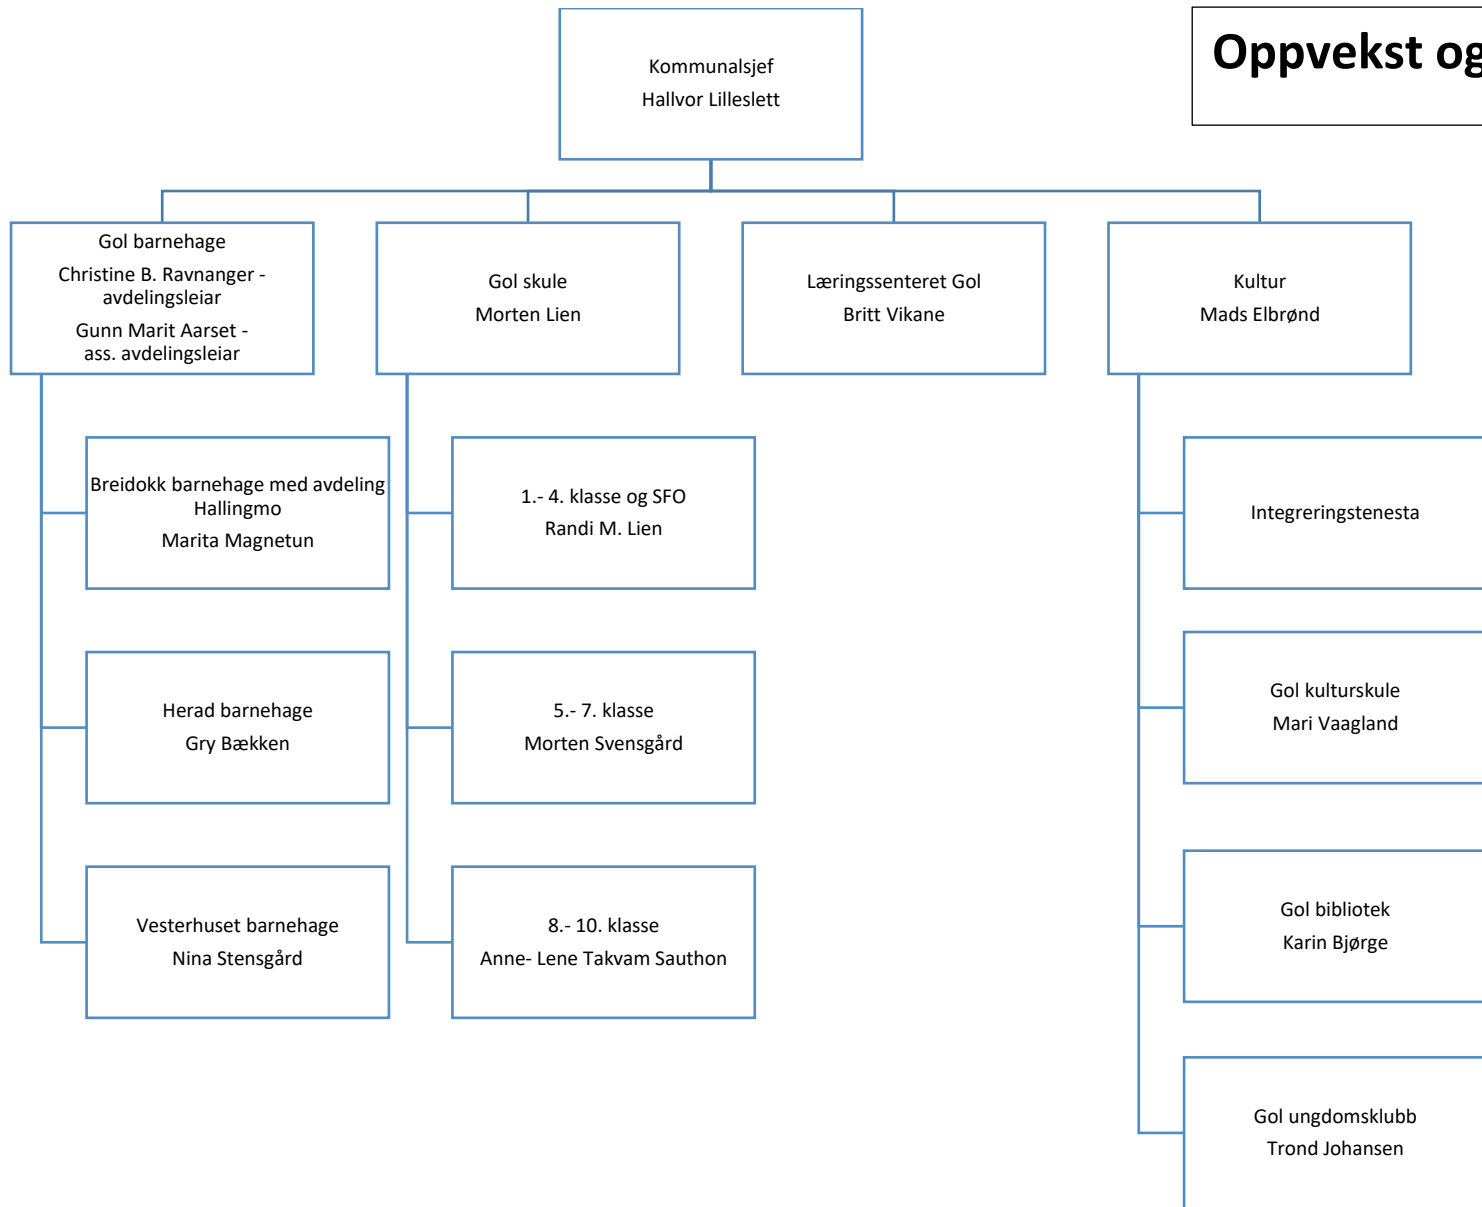 Oppvekst og
Kommunalsjef
Hallvor Lilleslett
Gol barnehage
Christine B. Ravnanger -
avdelingsleiar
Gunn Marit Aarset -
ass. avdelingsleiar
Gol skule
Morten Lien
Læringssenteret Gol
Britt Vikane
Kultur
Mads Elbrønd
Breidokk barnehage med avdeling
Hallingmo
Marita Magnetun
Herad barnehage
Gry Bækken
Vesterhuset barnehage
Nina Stensgård
1.- 4. klasse og SFO
Randi M. Lien
5.- 7. klasse
Morten Svensgård
8.- 10. klasse
Anne- Lene Takvam Sauthon
Integreringstenesta
Gol kulturskule
Mari Vaagland
Gol bibliotek
Karin Bjørge
Gol ungdomsklubb
Trond Johansen